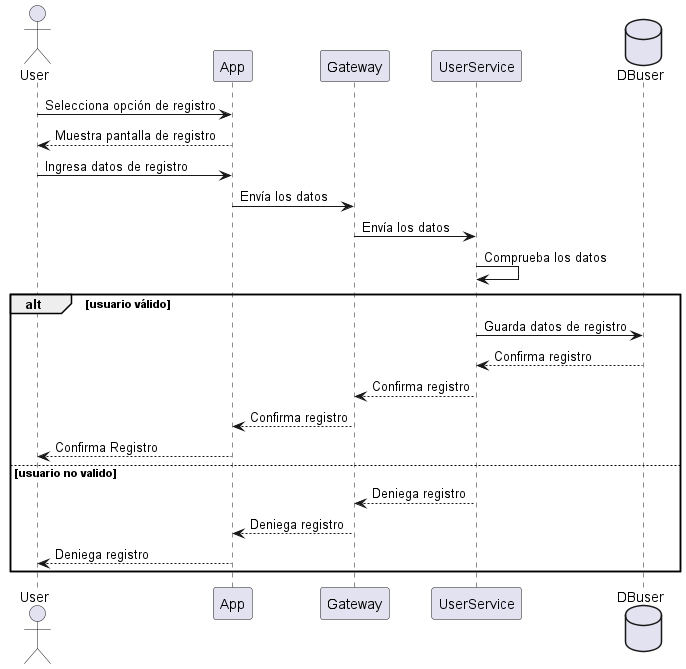 User
App
Gateway
UserService
DBuser
Selecciona opción de registro
Muestra pantalla de registro
Ingresa datos de registro
Envía los datos
Envía los datos
Comprueba los datos
alt [usuario válido]
Guarda datos de registro
Confirma registro
Confirma registro
Confirma registro
Confirma Registro
[usuario no valido]
Deniega registro
Deniega registro
Deniega registro
User
App
Gateway
UserService
DBuser